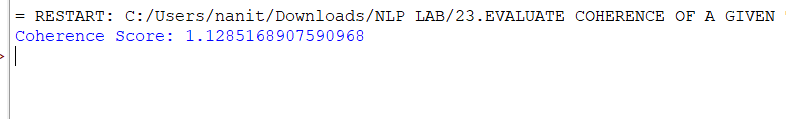 = RESTART: C:/Users/nanit/Downloads/NLP LAB/23.EVALUATE COHERENCE OF A GIVEN
Coherence Score: 1.1285168907590968
>